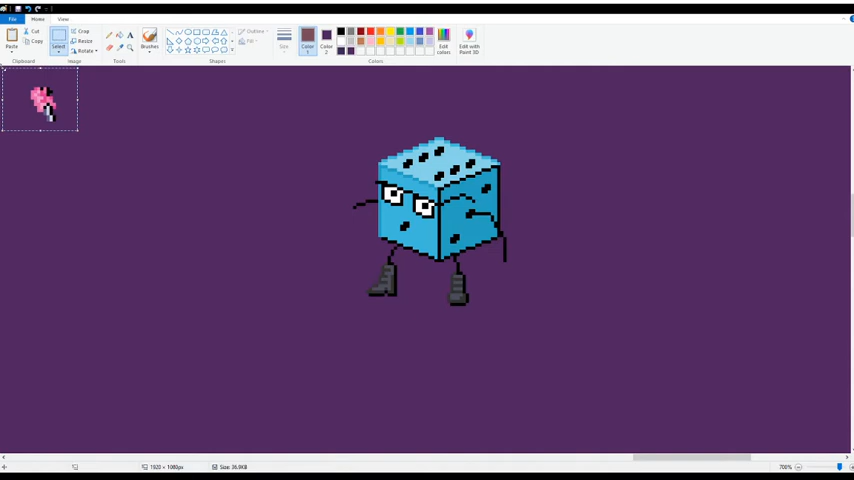 File
Home
View
Paste
Cut
Copy
Clipboard
Select
Crop
Resize
Rotate
Image
Tools
Brushes
Outline
Fill
Shapes
Size
Color
1
Color
2
Edit
colors
Edit with
Paint 3D
Colors
1920 × 1080px
Size: 36.9KB
700%